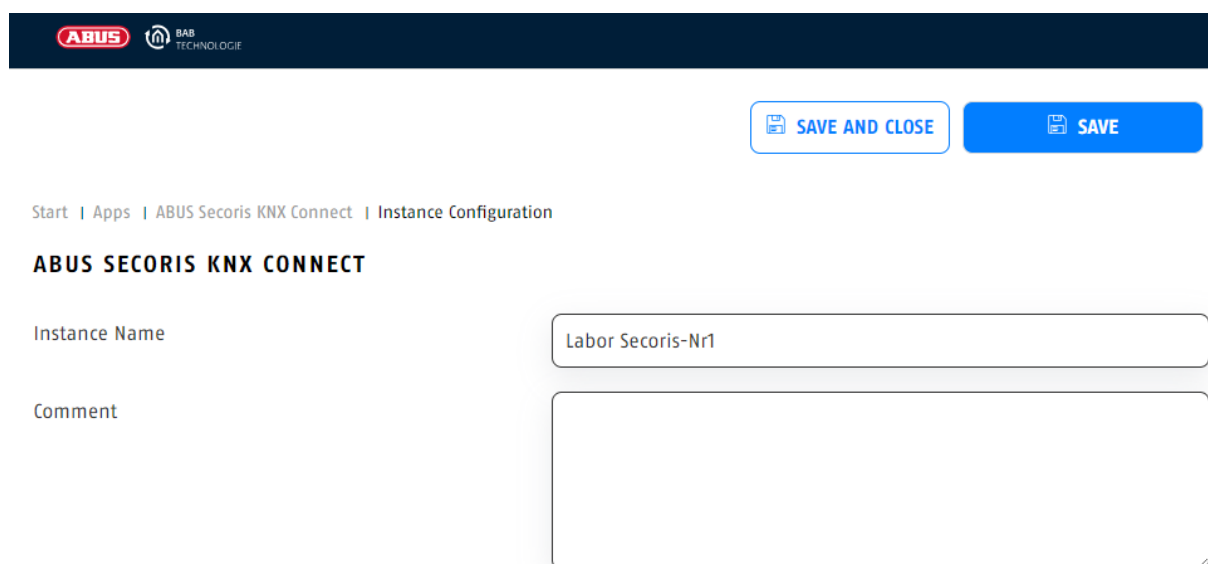 ABUS BAB
TECHNOLOGIE
SAVE AND CLOSE SAVE
Start | Apps | ABUS Secoris KNX Connect | Instance Configuration
ABUS SECORIS KNX CONNECT
Instance Name Labor Secoris-Nr1
Comment